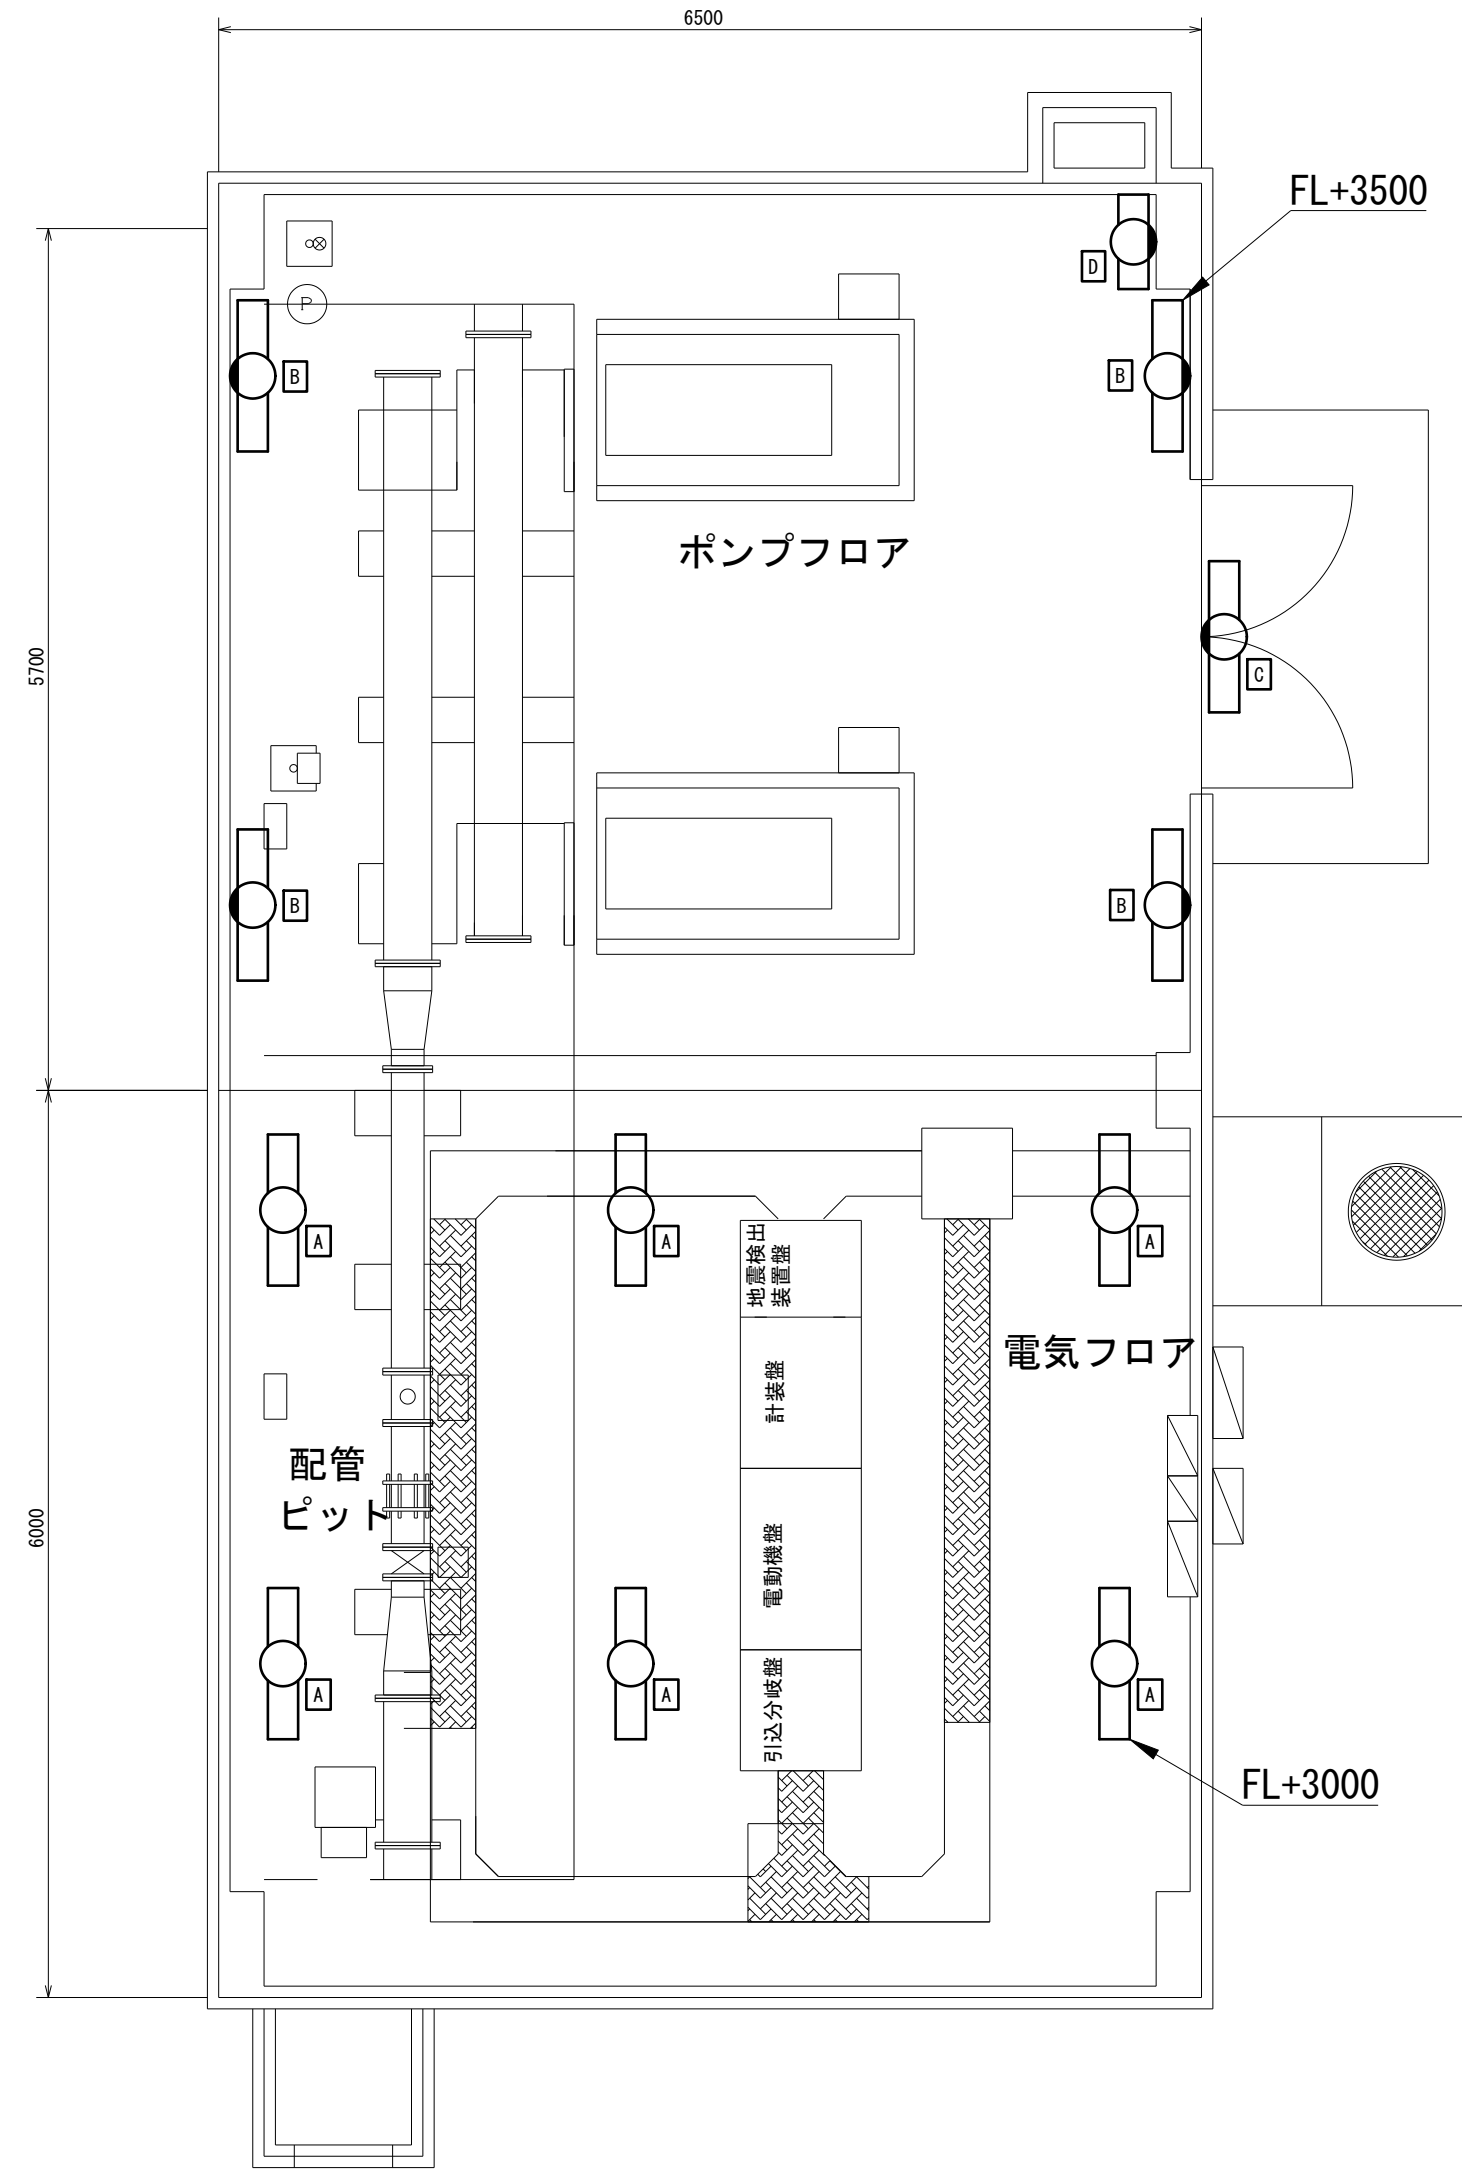 6500
FL+3500
D
P
B
B
ポンプフロア
5700
C
B
B
A
A
A
地震検出
装置盤
電気フロア
計装盤
配管
ピット
6000
電動機盤
A
A
A
引込分岐盤
FL+3000